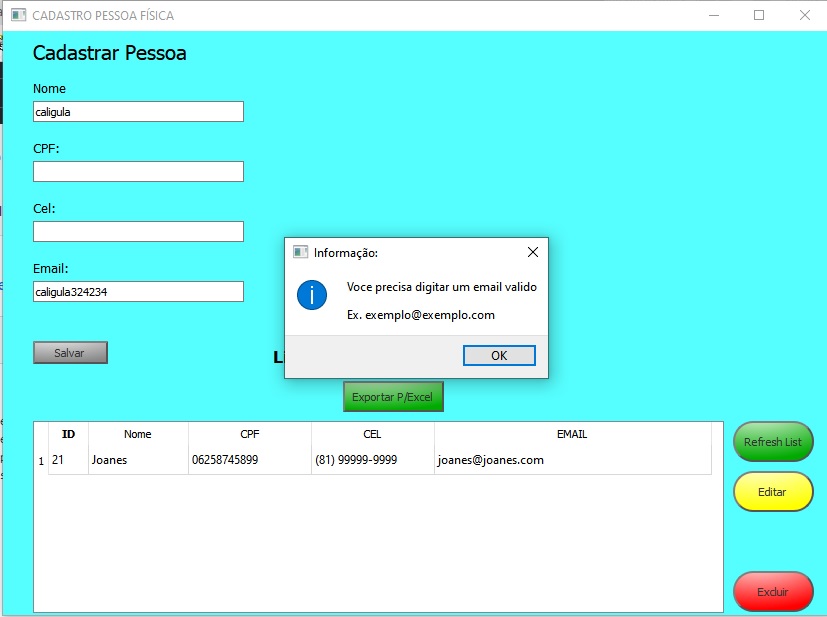 CADASTRO PESSOA FÍSICA
Cadastrar Pessoa
Nome
caligula
CPF:
Cel:
Email:
caligula324234
Informação:
Voce precisa digitar um email valido
Ex. exemplo@exemplo.com
OK
Salvar
Exportar P/Excel
ID Nome CPF CEL EMAIL
1 21 Joanes 06258745899 (81) 99999-9999 joanes@joanes.com
Refresh List
Editar
Excluir